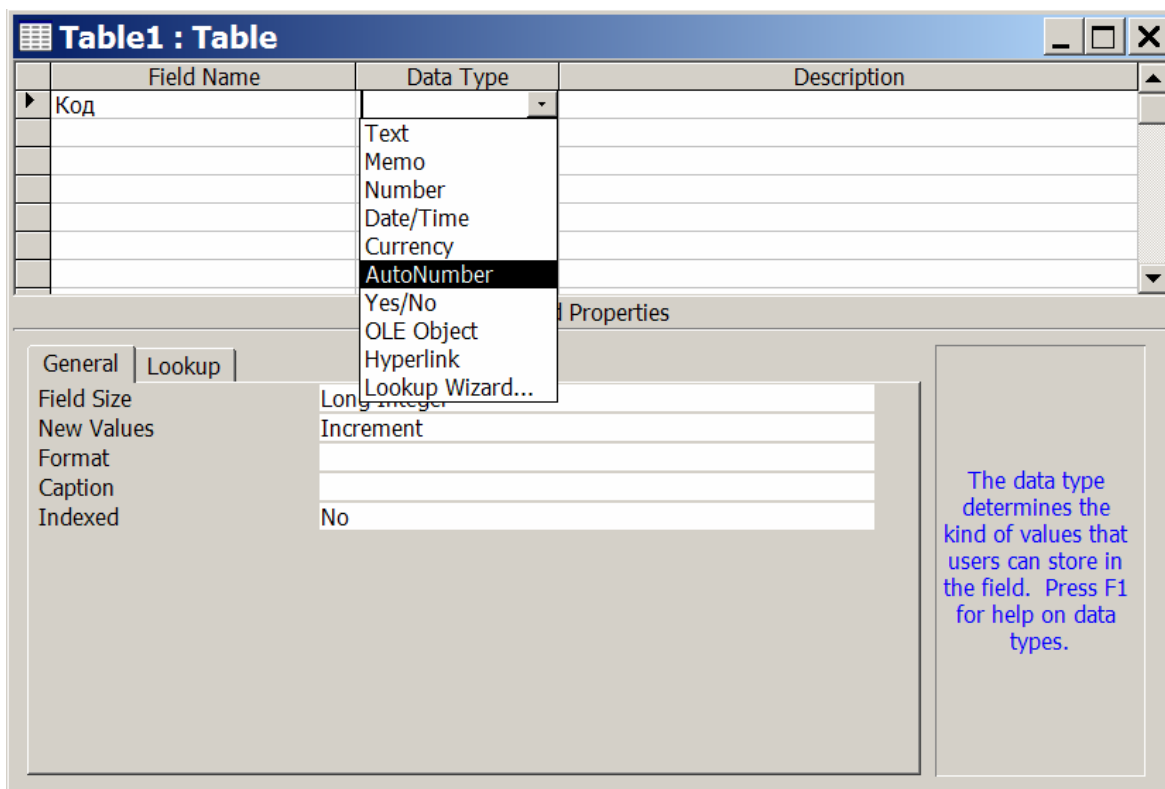 Table1 : Table
Field Name Data Type Description
Код
Text
Memo
Number
Date/Time
Currency
AutoNumber
Yes/No
OLE Object
Hyperlink
Lookup Wizard...
Properties
General Lookup
Field Size Long Integer
New Values Increment
Format
Caption
Indexed No
The data type
determines the
kind of values that
users can store in
the field. Press F1
for help on data
types.